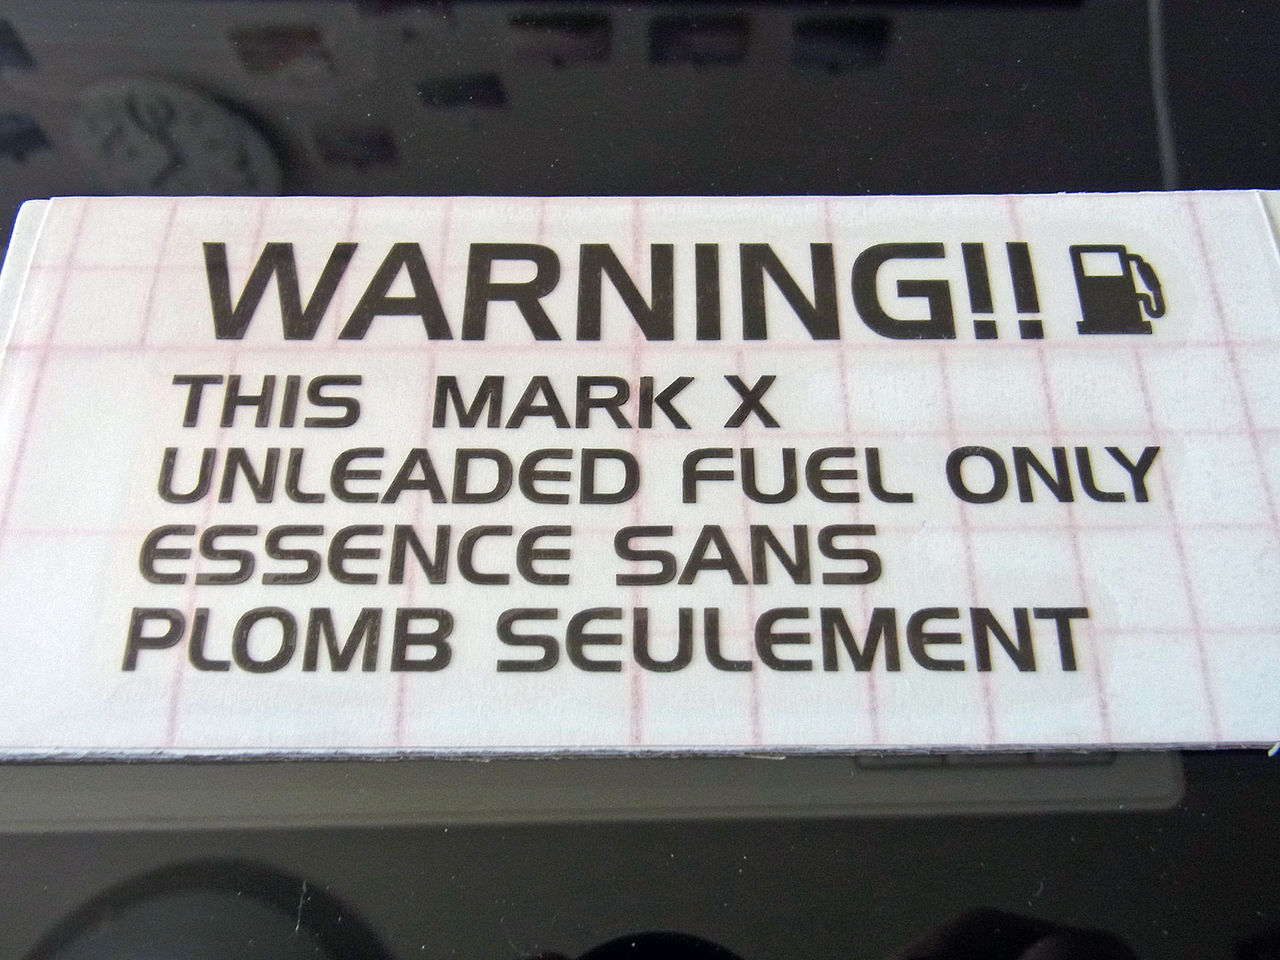 WARNING!!
THIS MARK X
UNLEADED FUEL ONLY
ESSENCE SANS
PLOMB SEULEMENT